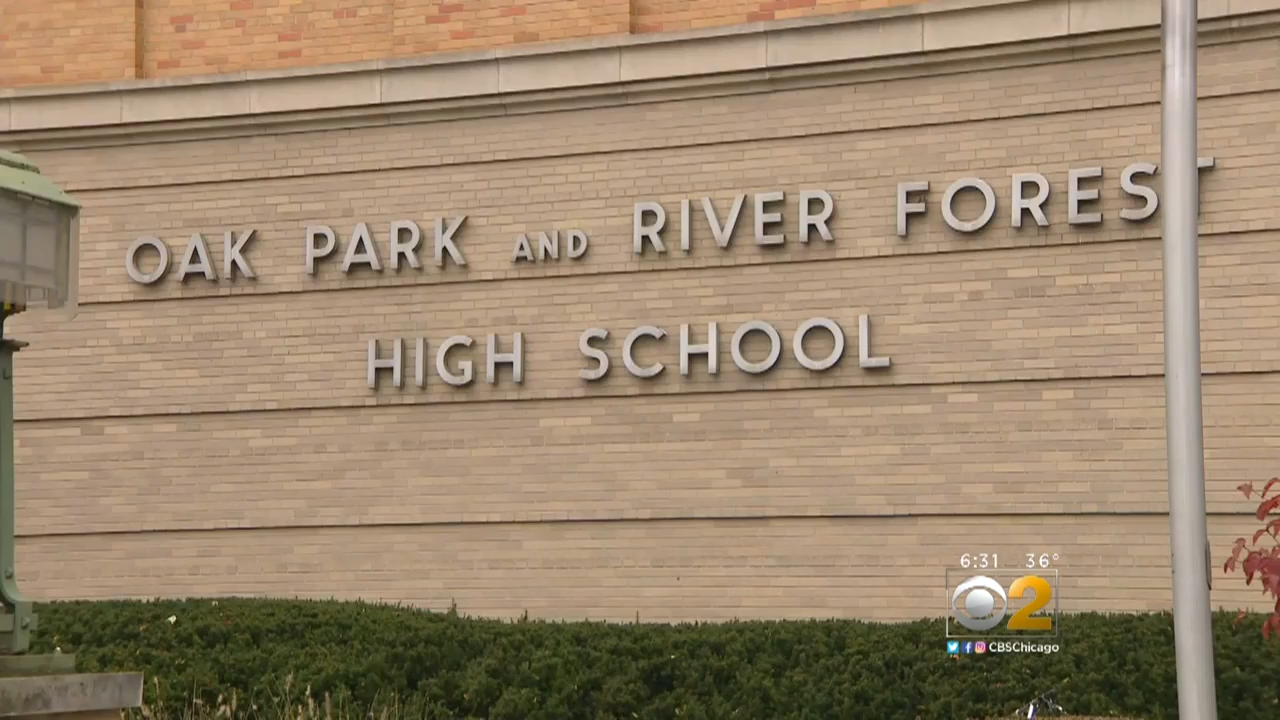 OAK PARK AND RIVER FOREST
HIGH SCHOOL
6:31 36°
2
CBSChicago